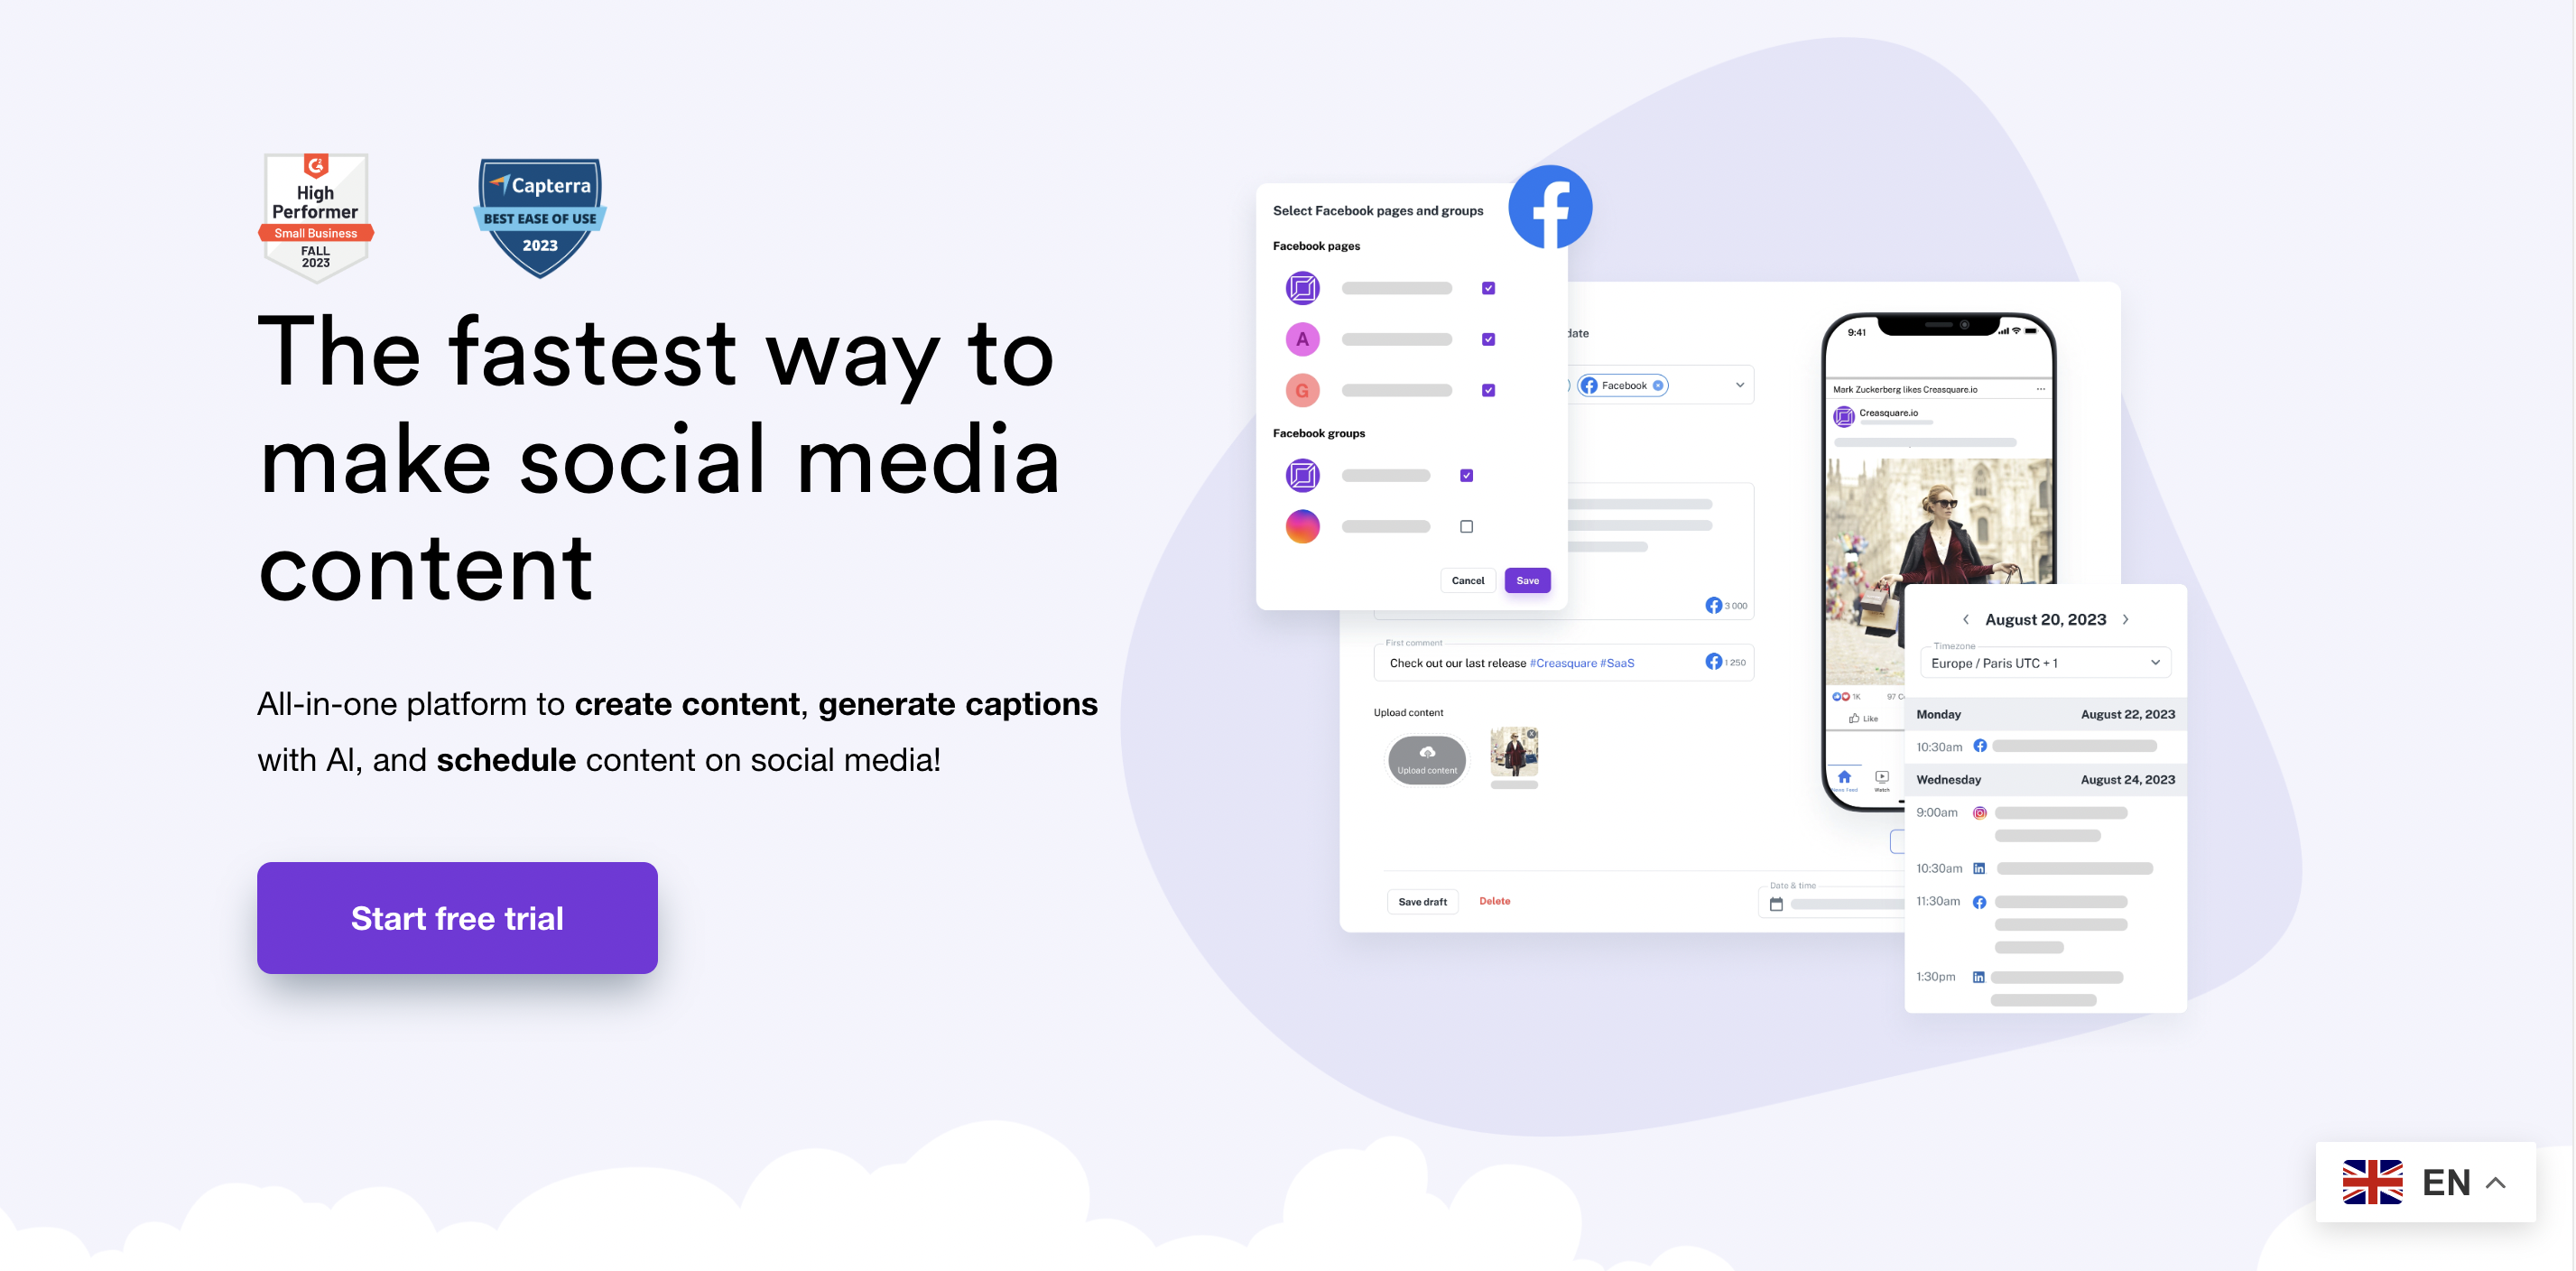 High
Performer
Small Business
FALL
2023
Capterra
BEST EASE OF USE
2023
The fastest way to
make social media
content
All-in-one platform to create content, generate captions
with AI, and schedule content on social media!
Start free trial
Select Facebook pages and groups
Facebook pages
A
G
Facebook groups
Cancel
Save
date
Facebook
3 000
First comment
Check out our last release #Creasquare #SaaS
1 250
Upload content
Upload content
Save draft
Delete
Date & time
9:41
Mark Zuckerberg likes Creasquare.io
Creasquare.io
1K
97 C
Like
News Feed
Watch
August 20, 2023
Timezone
Europe / Paris UTC + 1
Monday August 22, 2023
10:30am
Wednesday August 24, 2023
9:00am
10:30am
11:30am
1:30pm
EN